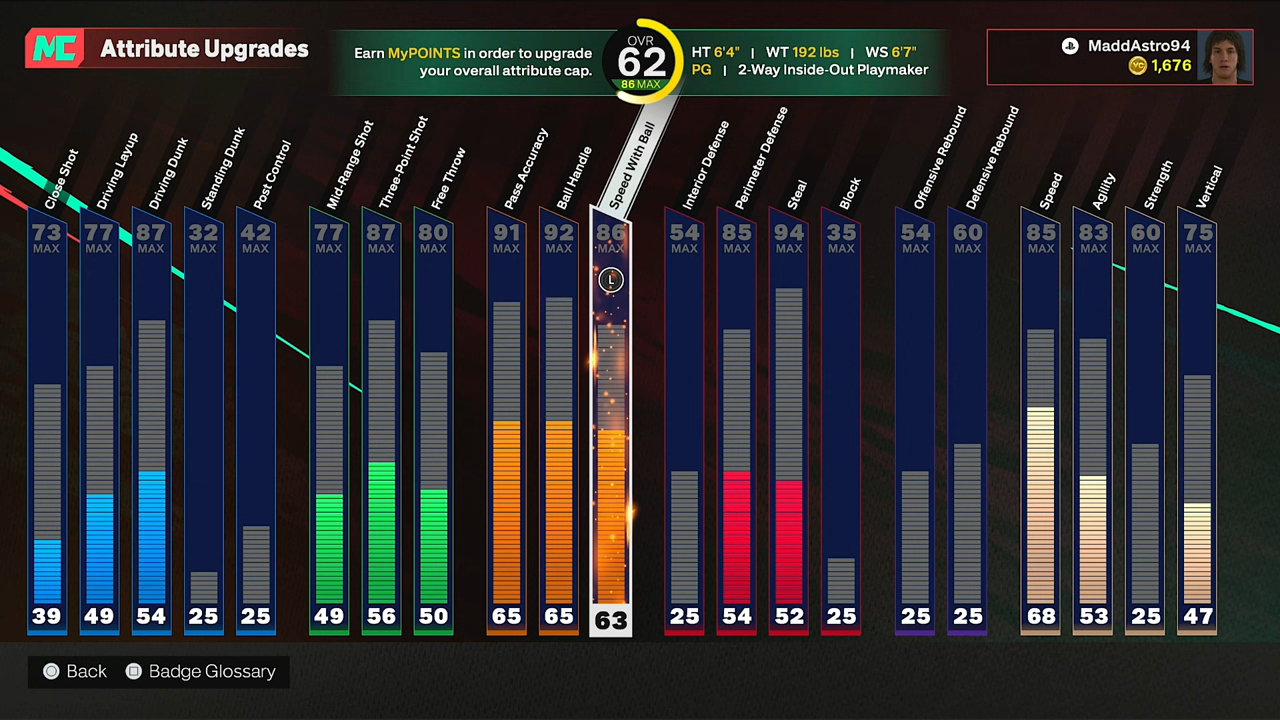 MC
Attribute Upgrades
Earn MyPOINTS in order to upgrade
your overall attribute cap.
OVR
62
86 MAX
HT 6'4" | WT 192 lbs | WS 6'7"
PG | 2-Way Inside-Out Playmaker
MaddAstro94
VC 1,676
Close Shot
Driving Layup
Driving Dunk
Standing Dunk
Post Control
Mid-Range Shot
Three-Point Shot
Free Throw
Pass Accuracy
Ball Handle
Speed With Ball
Interior Defense
Perimeter Defense
Steal
Block
Offensive Rebound
Defensive Rebound
Speed
Agility
Strength
Vertical
73 77 87 32 42 77 87 80 91 92 86 54 85 94 35 54 60 85 83 60 75
MAX MAX MAX MAX MAX MAX MAX MAX MAX MAX MAX MAX MAX MAX MAX MAX MAX MAX MAX MAX MAX
L
39 49 54 25 25 49 56 50 65 65 63 25 54 52 25 25 25 68 53 25 47
Back Badge Glossary